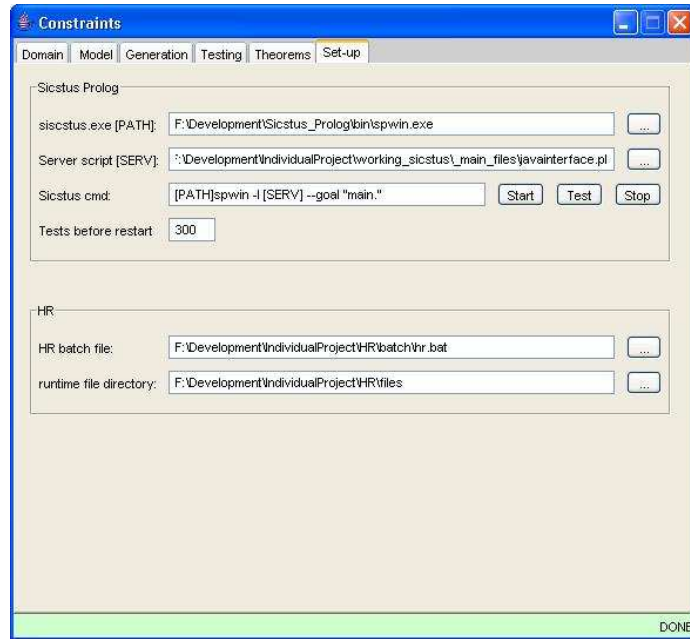 Constraints
Domain Model Generation Testing Theorems Set-up
Sicstus Prolog
siscstus.exe [PATH]: F:\Development\Sicstus_Prolog\bin\spwin.exe ...
Server script [SERV]: :\Development\IndividualProject\working_sicstus\_main_files\javainterface.pl ...
Sicstus cmd: [PATH]spwin -l [SERV] --goal "main." Start Test Stop
Tests before restart 300
HR
HR batch file: F:\Development\IndividualProject\HR\batch\hr.bat ...
runtime file directory: F:\Development\IndividualProject\HR\files ...
DONE